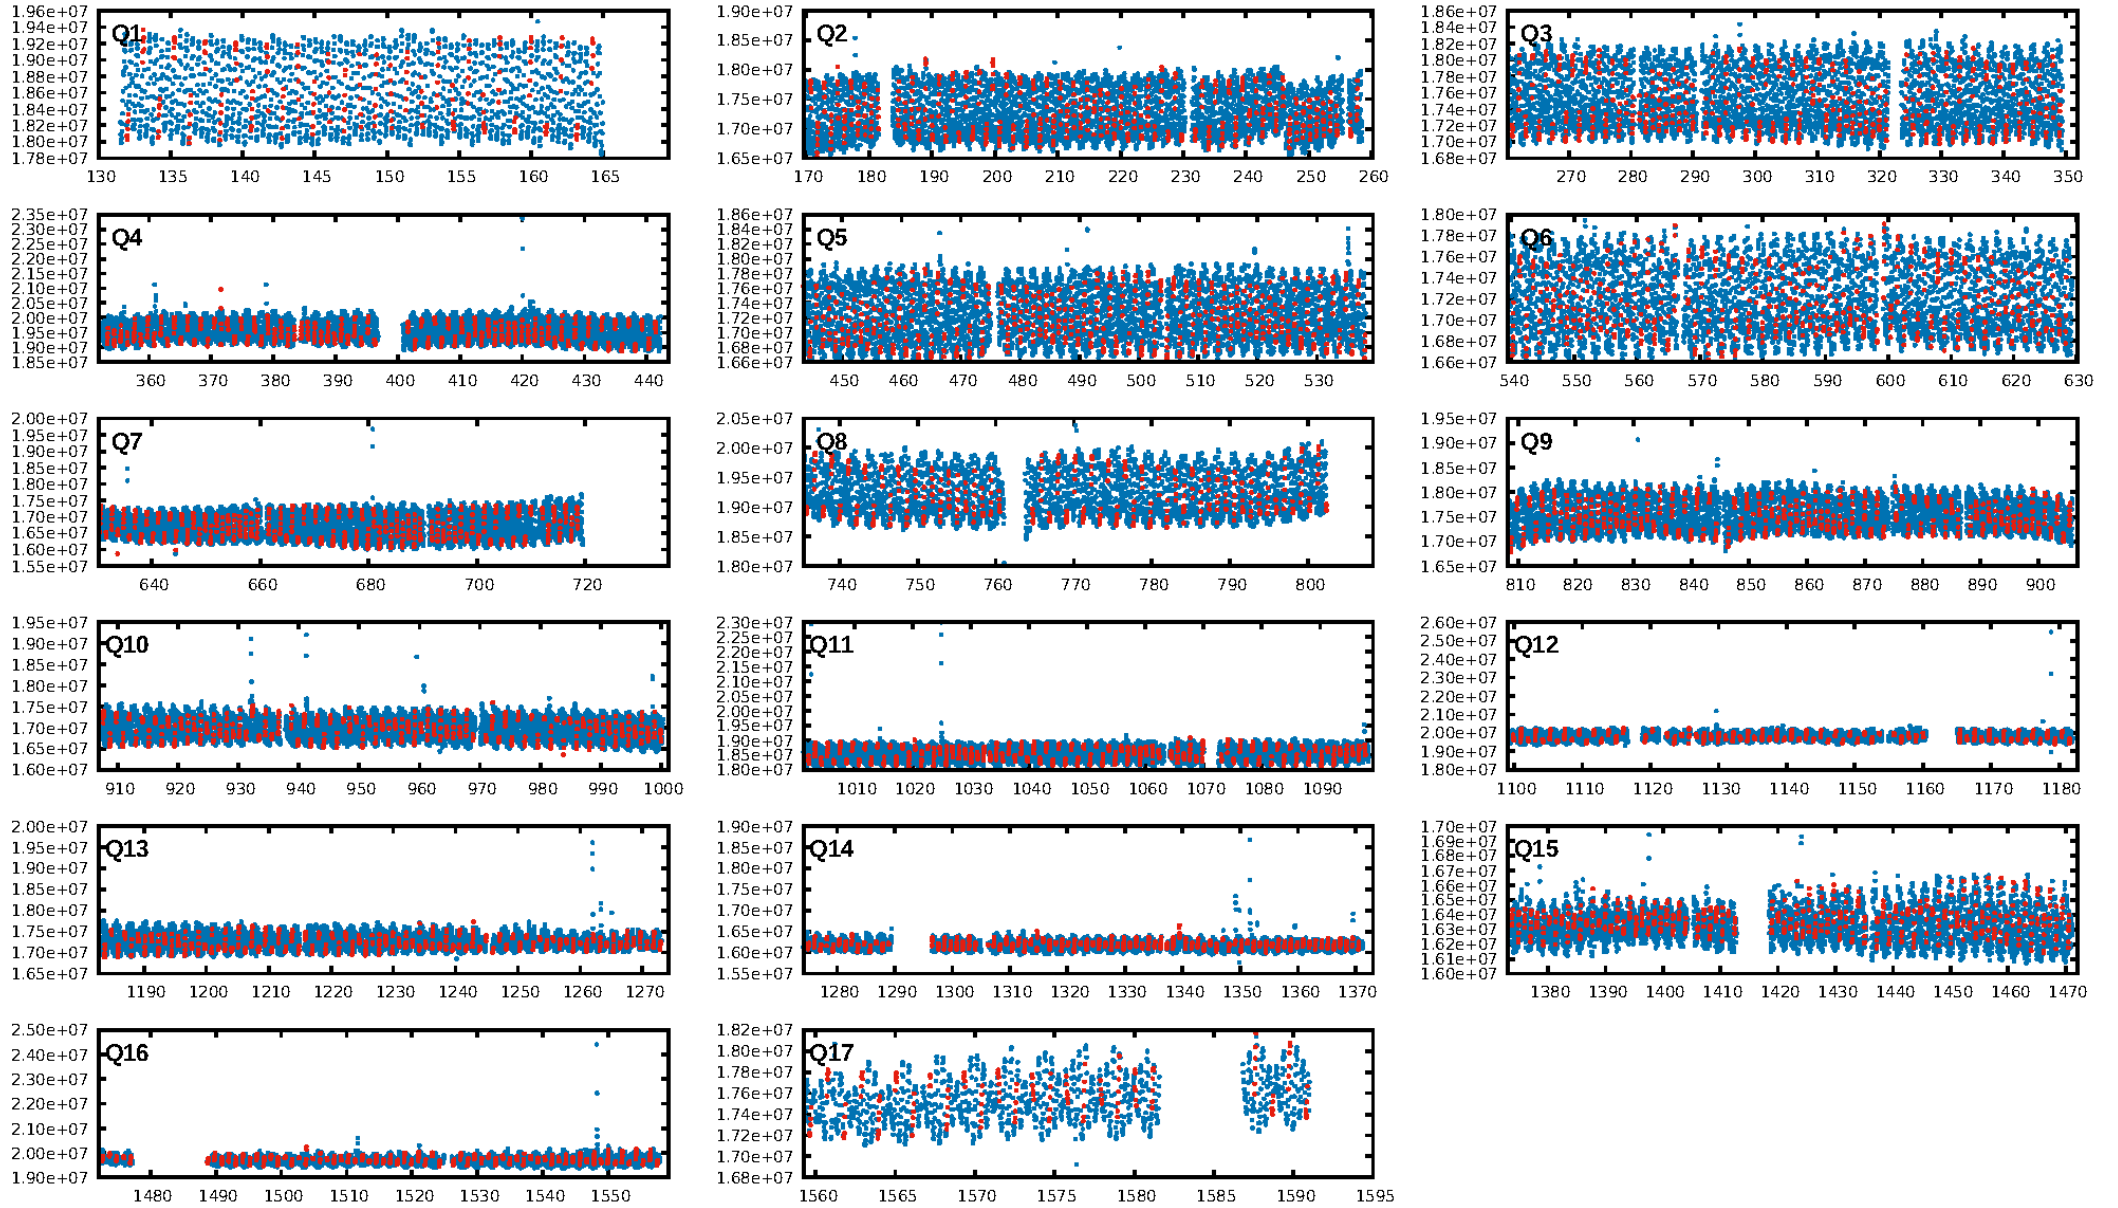 1.96e+07
1.94e+07
1.92e+07
1.90e+07
1.88e+07
1.86e+07
1.84e+07
1.82e+07
1.80e+07
1.78e+07
Q1
130 135 140 145 150 155 160 165
1.90e+07
1.85e+07
1.80e+07
1.75e+07
1.70e+07
1.65e+07
Q2
170 180 190 200 210 220 230 240 250 260
1.86e+07
1.84e+07
1.82e+07
1.80e+07
1.78e+07
1.76e+07
1.74e+07
1.72e+07
1.70e+07
1.68e+07
Q3
270 280 290 300 310 320 330 340 350
2.35e+07
2.30e+07
2.25e+07
2.20e+07
2.15e+07
2.10e+07
2.05e+07
2.00e+07
1.95e+07
1.90e+07
1.85e+07
Q4
360 370 380 390 400 410 420 430 440
1.86e+07
1.84e+07
1.82e+07
1.80e+07
1.78e+07
1.76e+07
1.74e+07
1.72e+07
1.70e+07
1.68e+07
1.66e+07
Q5
450 460 470 480 490 500 510 520 530
1.80e+07
1.78e+07
1.76e+07
1.74e+07
1.72e+07
1.70e+07
1.68e+07
1.66e+07
Q6
540 550 560 570 580 590 600 610 620 630
2.00e+07
1.95e+07
1.90e+07
1.85e+07
1.80e+07
1.75e+07
1.70e+07
1.65e+07
1.60e+07
1.55e+07
Q7
640 660 680 700 720
2.05e+07
2.00e+07
1.95e+07
1.90e+07
1.85e+07
1.80e+07
Q8
740 750 760 770 780 790 800
1.95e+07
1.90e+07
1.85e+07
1.80e+07
1.75e+07
1.70e+07
1.65e+07
Q9
810 820 830 840 850 860 870 880 890 900
1.95e+07
1.90e+07
1.85e+07
1.80e+07
1.75e+07
1.70e+07
1.65e+07
1.60e+07
Q10
910 920 930 940 950 960 970 980 990 1000
2.30e+07
2.25e+07
2.20e+07
2.15e+07
2.10e+07
2.05e+07
2.00e+07
1.95e+07
1.90e+07
1.85e+07
1.80e+07
Q11
1010 1020 1030 1040 1050 1060 1070 1080 1090
2.60e+07
2.50e+07
2.40e+07
2.30e+07
2.20e+07
2.10e+07
2.00e+07
1.90e+07
1.80e+07
Q12
1100 1110 1120 1130 1140 1150 1160 1170 1180
2.00e+07
1.95e+07
1.90e+07
1.85e+07
1.80e+07
1.75e+07
1.70e+07
1.65e+07
Q13
1190 1200 1210 1220 1230 1240 1250 1260 1270
1.90e+07
1.85e+07
1.80e+07
1.75e+07
1.70e+07
1.65e+07
1.60e+07
1.55e+07
Q14
1280 1290 1300 1310 1320 1330 1340 1350 1360 1370
1.70e+07
1.69e+07
1.68e+07
1.67e+07
1.66e+07
1.65e+07
1.64e+07
1.63e+07
1.62e+07
1.61e+07
1.60e+07
Q15
1380 1390 1400 1410 1420 1430 1440 1450 1460 1470
2.50e+07
2.40e+07
2.30e+07
2.20e+07
2.10e+07
2.00e+07
1.90e+07
Q16
1480 1490 1500 1510 1520 1530 1540 1550
1.82e+07
1.80e+07
1.78e+07
1.76e+07
1.74e+07
1.72e+07
1.70e+07
1.68e+07
Q17
1560 1565 1570 1575 1580 1585 1590 1595